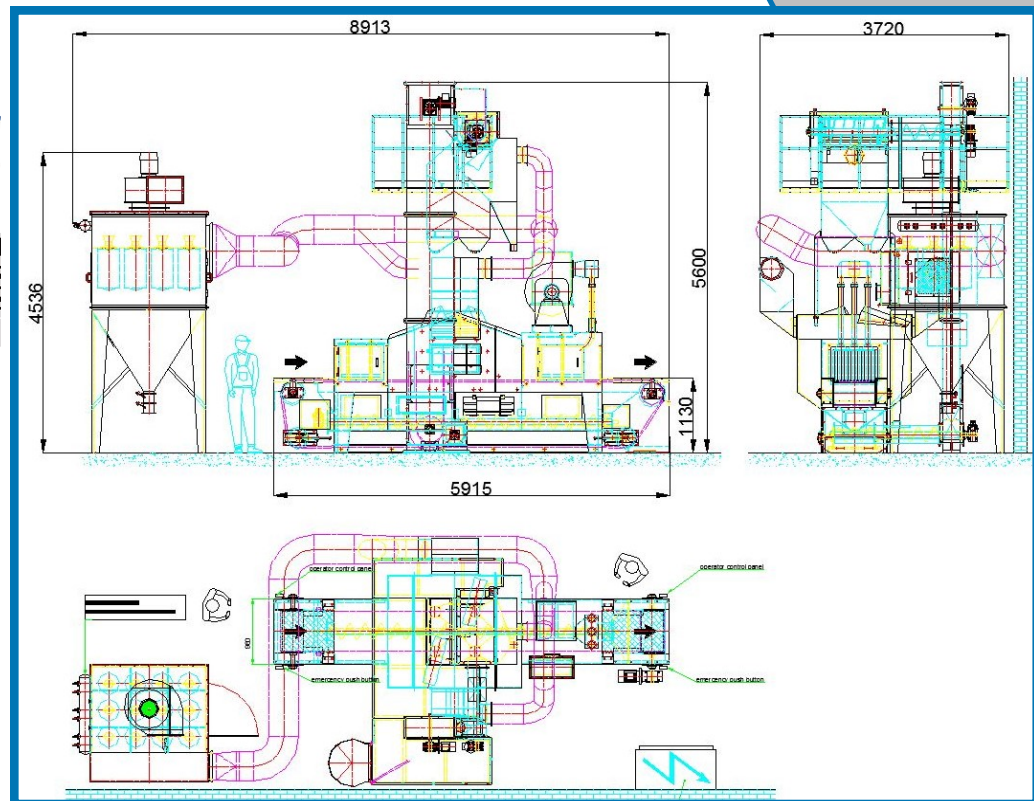 8913
3720
4536
5600
1130
5915
operator control panel
operator control panel
emergency push button
emergency push button